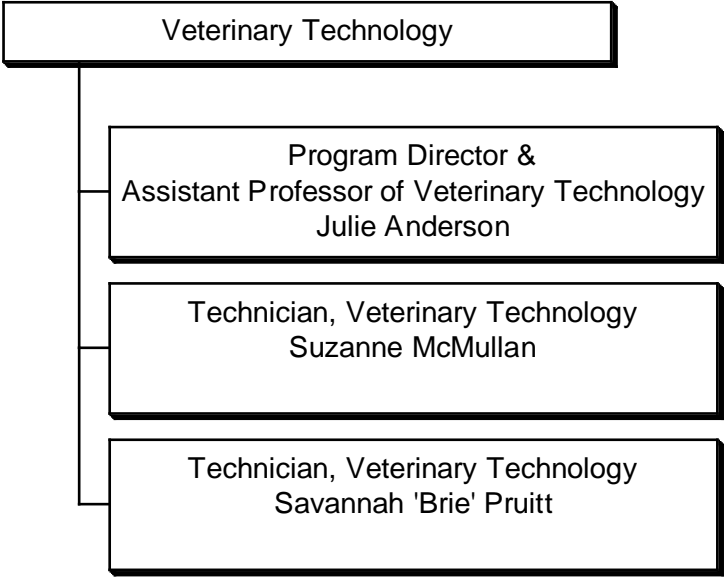 Veterinary Technology
Program Director &
Assistant Professor of Veterinary Technology
Julie Anderson
Technician, Veterinary Technology
Suzanne McMullan
Technician, Veterinary Technology
Savannah 'Brie' Pruitt